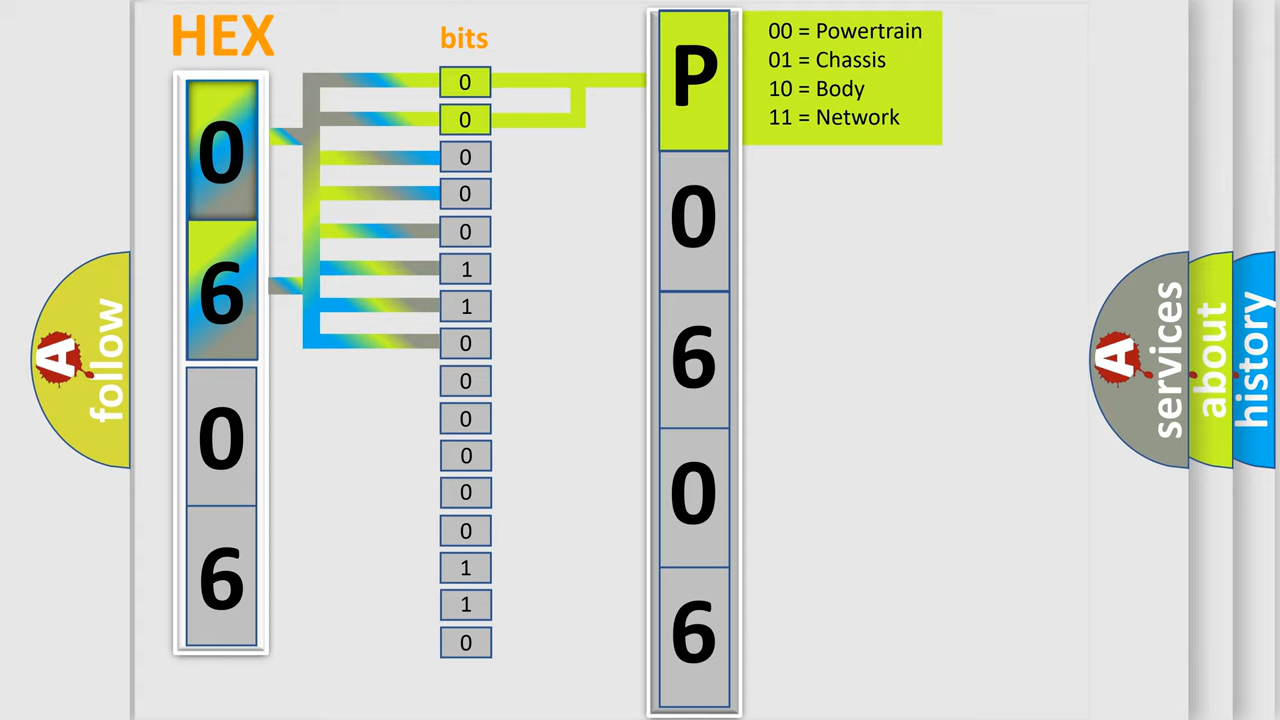 HEX
bits
0
6
0
6
0
0
0
0
0
1
1
0
0
0
0
0
0
1
1
0
P
0
6
0
6
00 = Powertrain
01 = Chassis
10 = Body
11 = Network
A
follow
A
services
about
history